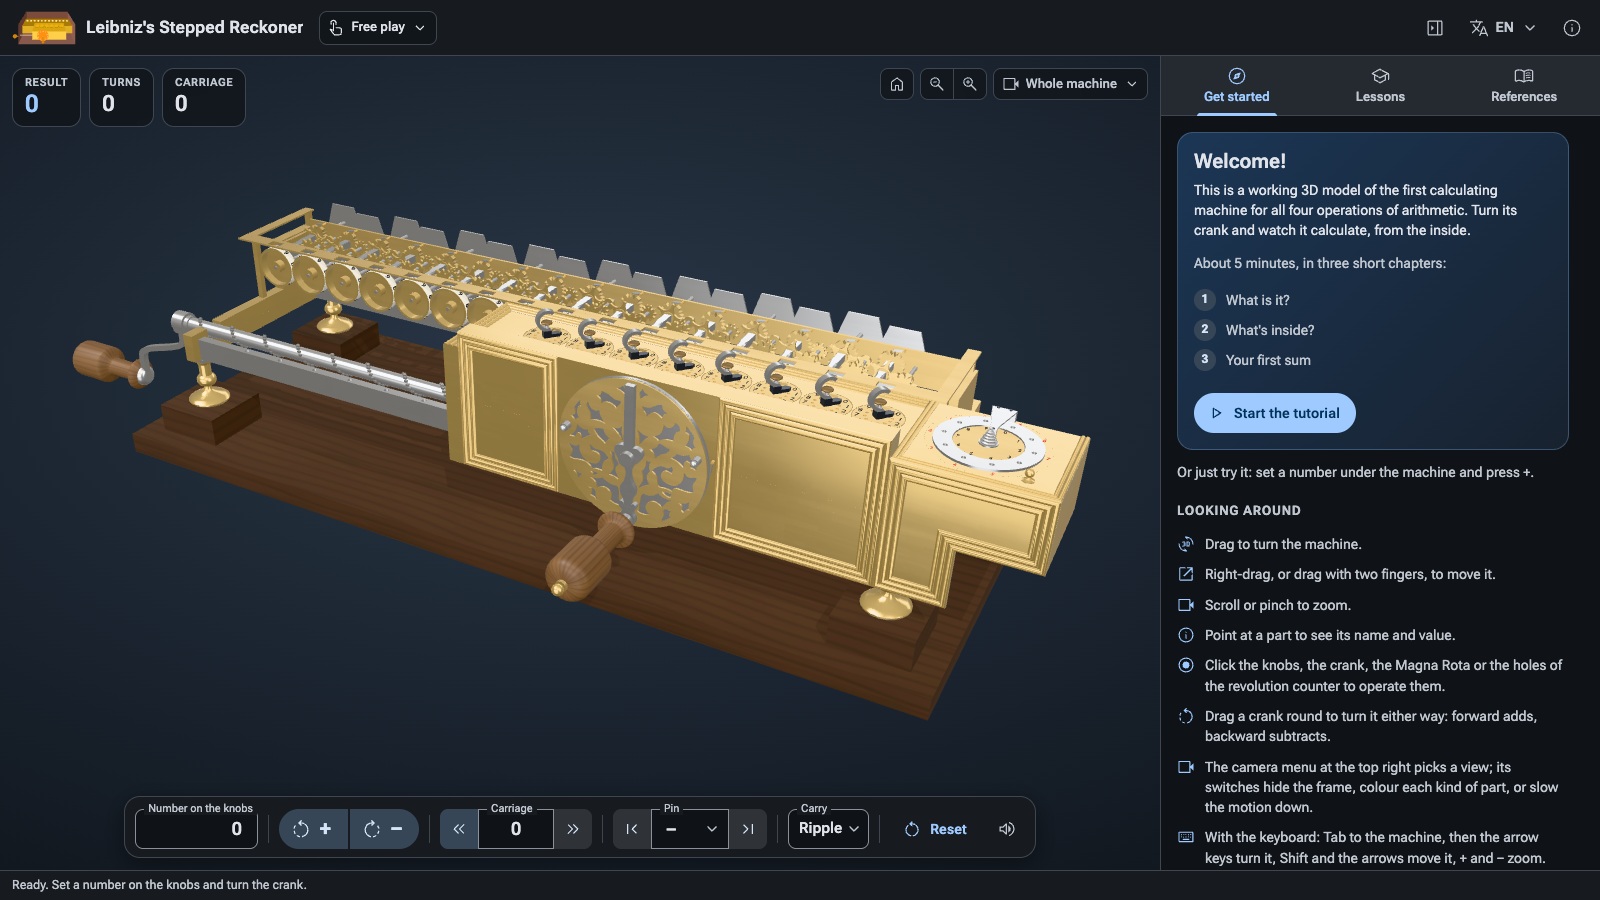 Leibniz's Stepped Reckoner
Free play
EN
RESULT
0
TURNS
0
CARRIAGE
0
Whole machine
Get started
Lessons
References
Welcome!
This is a working 3D model of the first calculating
machine for all four operations of arithmetic. Turn its
crank and watch it calculate, from the inside.
About 5 minutes, in three short chapters:
1 What is it?
2 What's inside?
3 Your first sum
Start the tutorial
Or just try it: set a number under the machine and press +.
LOOKING AROUND
Drag to turn the machine.
Right-drag, or drag with two fingers, to move it.
Scroll or pinch to zoom.
Point at a part to see its name and value.
Click the knobs, the crank, the Magna Rota or the holes of
the revolution counter to operate them.
Drag a crank round to turn it either way: forward adds,
backward subtracts.
The camera menu at the top right picks a view; its
switches hide the frame, colour each kind of part, or slow
the motion down.
With the keyboard: Tab to the machine, then the arrow
keys turn it, Shift and the arrows move it, + and – zoom.
Number on the knobs
0
+
−
Carriage
0
Pin
–
Carry
Ripple
Reset
Ready. Set a number on the knobs and turn the crank.